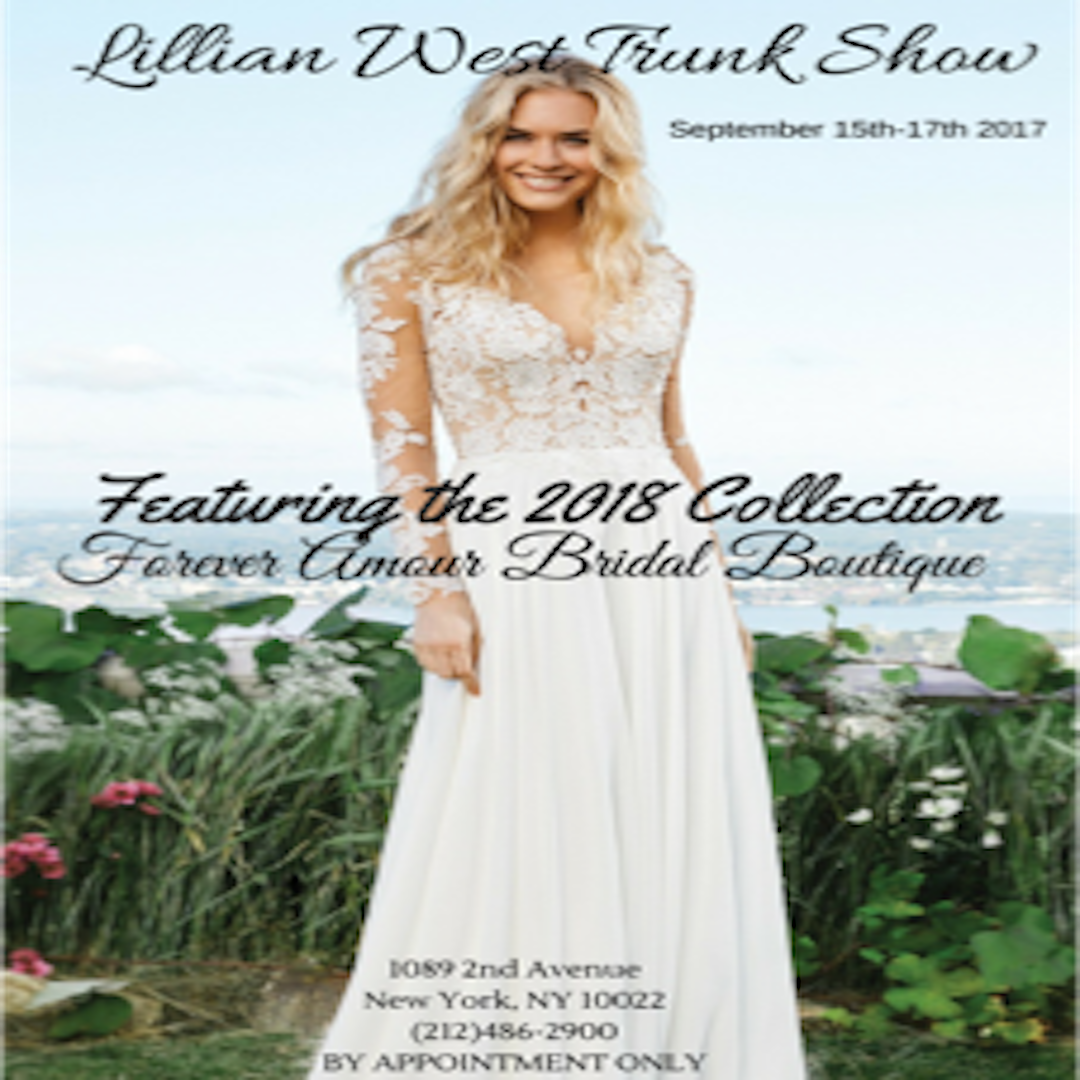 Lillian West Trunk Show
September 15th-17th 2017
Featuring the 2018 Collection
Forever Amour Bridal Boutique
1089 2nd Avenue
New York, NY 10022
(212)486-2900
BY APPOINTMENT ONLY